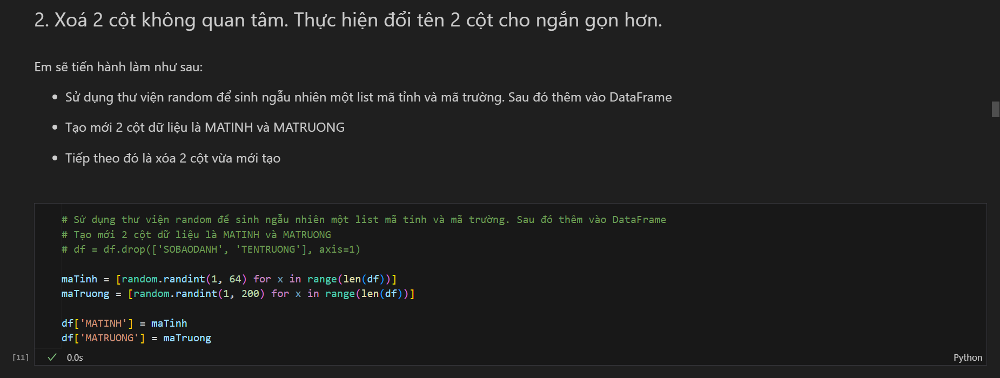 2. Xoá 2 cột không quan tâm. Thực hiện đổi tên 2 cột cho ngắn gọn hơn.
Em sẽ tiến hành làm như sau:
• Sử dụng thư viện random để sinh ngẫu nhiên một list mã tỉnh và mã trường. Sau đó thêm vào DataFrame
• Tạo mới 2 cột dữ liệu là MATINH và MATRUONG
• Tiếp theo đó là xóa 2 cột vừa mới tạo
# Sử dụng thư viện random để sinh ngẫu nhiên một list mã tỉnh và mã trường. Sau đó thêm vào DataFrame
# Tạo mới 2 cột dữ liệu là MATINH và MATRUONG
# df = df.drop(['SOBAODANH', 'TENTRUONG'], axis=1)
maTinh = [random.randint(1, 64) for x in range(len(df))]
maTruong = [random.randint(1, 200) for x in range(len(df))]
df['MATINH'] = maTinh
df['MATRUONG'] = maTruong
[11] ✓ 0.0s Python